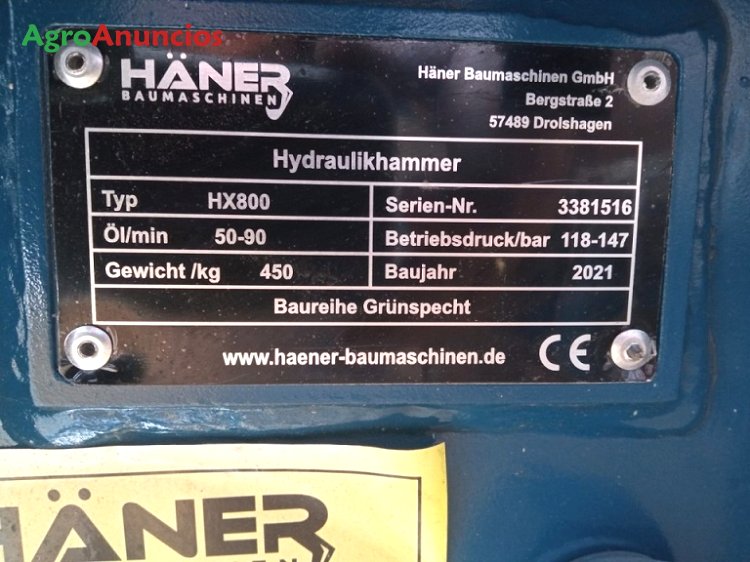 AgroAnuncios
HÄNER
BAUMASCHINEN
Häner Baumaschinen GmbH
Bergstraße 2
57489 Drolshagen
Hydraulikhammer
Typ HX800
Serien-Nr. 3381516
Öl/min 50-90
Betriebsdruck/bar 118-147
Gewicht /kg 450
Baujahr 2021
Baureihe Grünspecht
www.haener-baumaschinen.de CE
HÄNER